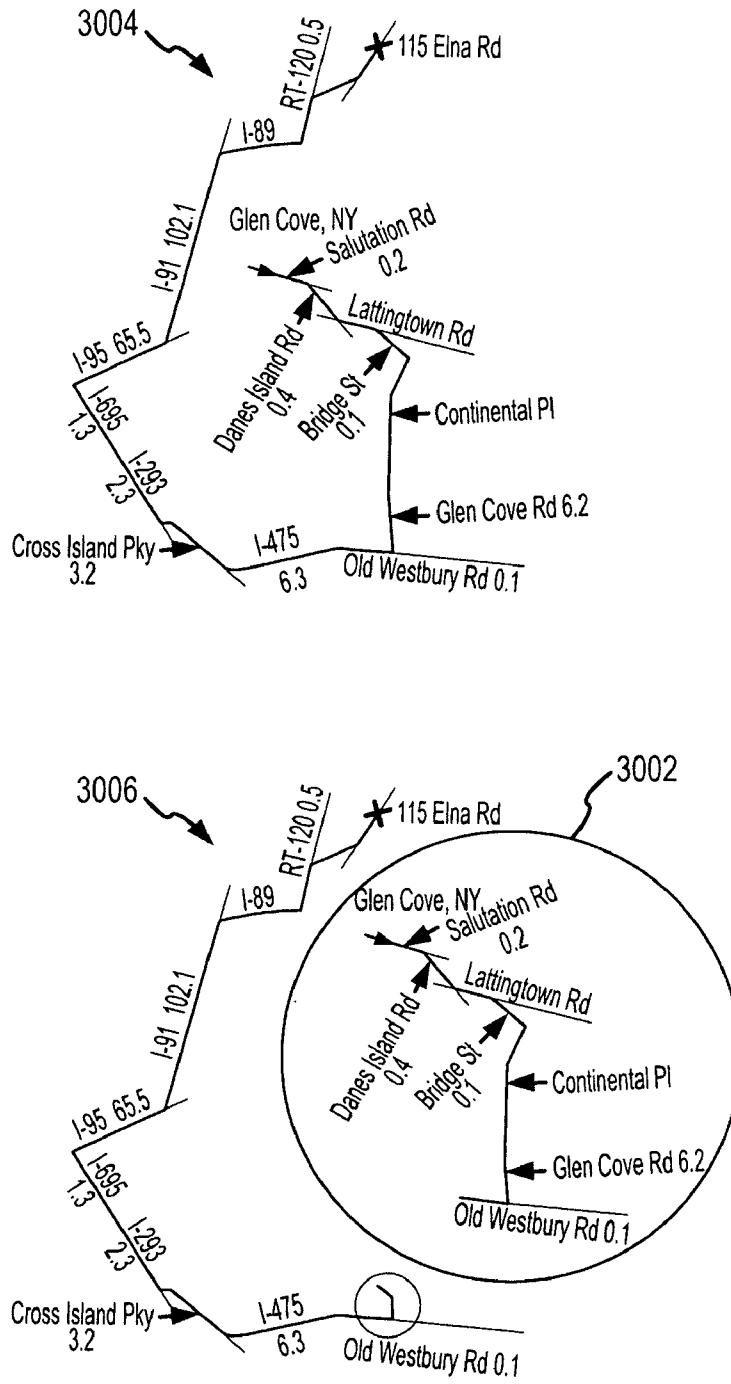 3004
115 Elna Rd
RT-120 0.5
I-89
I-91 102.1
Glen Cove, NY
Salutation Rd
0.2
Lattingtown Rd
I-95 65.5
Danes Island Rd
0.4
Bridge St
0.1
I-695
1.3
Continental Pl
I-293
2.3
Glen Cove Rd 6.2
Cross Island Pky
3.2
I-475
6.3
Old Westbury Rd 0.1
3006
3002
115 Elna Rd
RT-120 0.5
I-89
I-91 102.1
Glen Cove, NY
Salutation Rd
0.2
Lattingtown Rd
Danes Island Rd
0.4
Bridge St
0.1
Continental Pl
I-95 65.5
I-695
1.3
Glen Cove Rd 6.2
Old Westbury Rd 0.1
I-293
2.3
Cross Island Pky
3.2
I-475
6.3
Old Westbury Rd 0.1